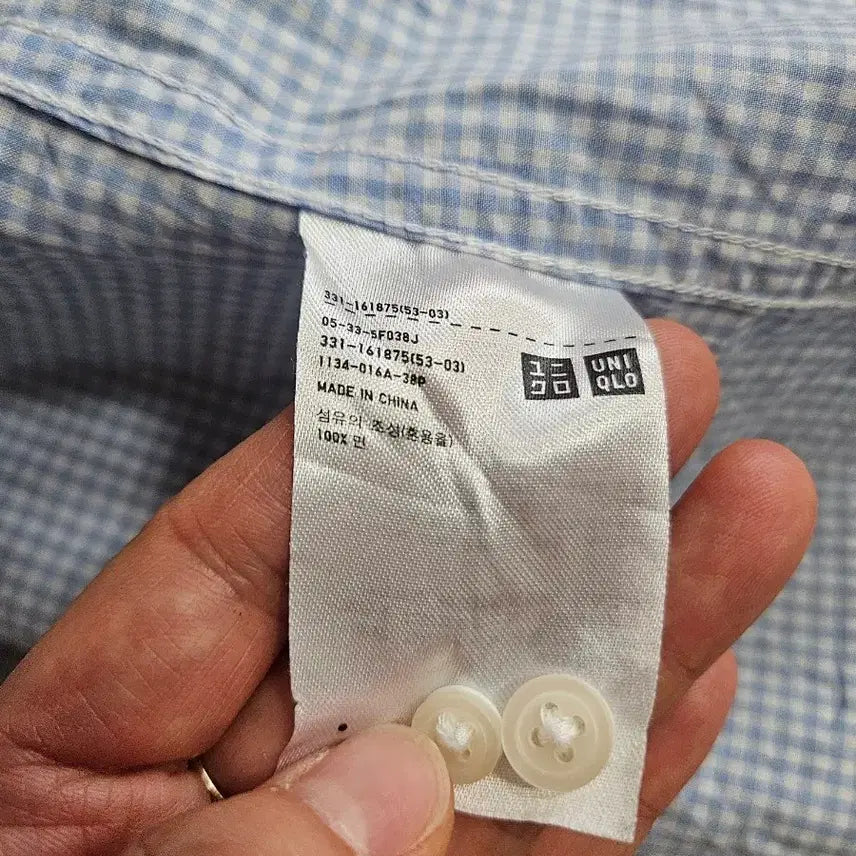 331-161875(53-03)
05-33-5F038J
331-161875(53-03)
1134-016A-38P
MADE IN CHINA
섬유의 조성(혼용율)
100% 면
ユニ
クロ
UNI
QLO